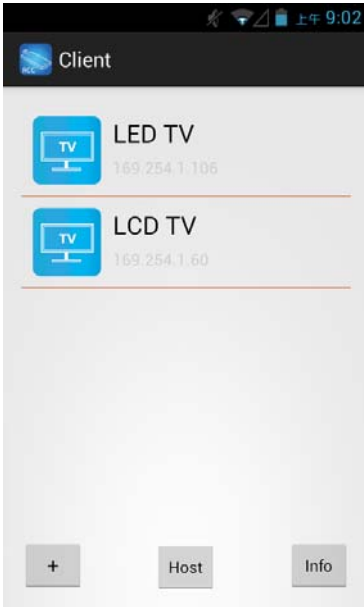 上午 9:02
ACC
Client
TV
LED TV
169.254.1.106
TV
LCD TV
169.254.1.60
+
Host
Info